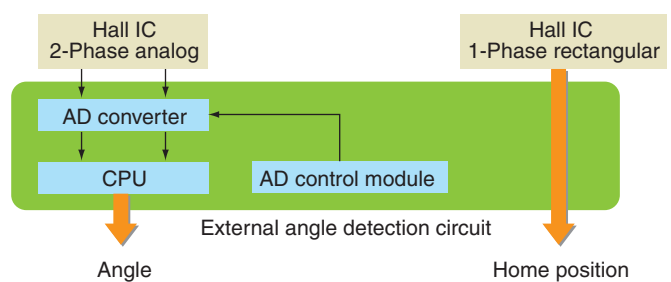 Hall IC
2-Phase analog
Hall IC
1-Phase rectangular
AD converter
CPU
AD control module
External angle detection circuit
Angle
Home position